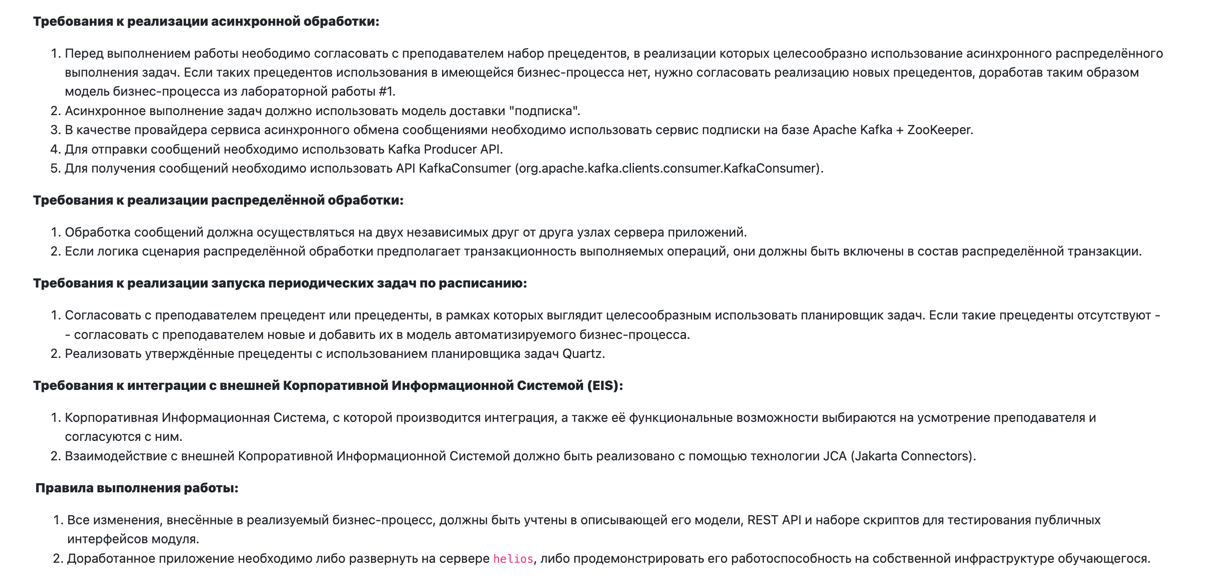 Требования к реализации асинхронной обработки:
1. Перед выполнением работы неободимо согласовать с преподавателем набор прецедентов, в реализации которых целесообразно использование асинхронного распределённого
выполнения задач. Если таких прецедентов использования в имеющейся бизнес-процесса нет, нужно согласовать реализацию новых прецедентов, доработав таким образом
модель бизнес-процесса из лабораторной работы #1.
2. Асинхронное выполнение задач должно использовать модель доставки "подписка".
3. В качестве провайдера сервиса асинхронного обмена сообщениями необходимо использовать сервис подписки на базе Apache Kafka + ZooKeeper.
4. Для отправки сообщений необходимо использовать Kafka Producer API.
5. Для получения сообщений необходимо использовать API KafkaConsumer (org.apache.kafka.clients.consumer.KafkaConsumer).
Требования к реализации распределённой обработки:
1. Обработка сообщений должна осуществляться на двух независимых друг от друга узлах сервера приложений.
2. Если логика сценария распределённой обработки предполагает транзакционность выполняемых операций, они должны быть включены в состав распределённой транзакции.
Требования к реализации запуска периодических задач по расписанию:
1. Согласовать с преподавателем прецедент или прецеденты, в рамках которых выглядит целесообразным использовать планировщик задач. Если такие прецеденты отсутствуют -
- согласовать с преподавателем новые и добавить их в модель автоматизируемого бизнес-процесса.
2. Реализовать утверждённые прецеденты с использованием планировщика задач Quartz.
Требования к интеграции с внешней Корпоративной Информационной Системой (EIS):
1. Корпоративная Информационная Система, с которой производится интеграция, а также её функциональные возможности выбираются на усмотрение преподавателя и
согласуются с ним.
2. Взаимодействие с внешней Копроративной Информационной Системой должно быть реализовано с помощью технологии JCA (Jakarta Connectors).
Правила выполнения работы:
1. Все изменения, внесённые в реализуемый бизнес-процесс, должны быть учтены в описывающей его модели, REST API и наборе скриптов для тестирования публичных
интерфейсов модуля.
2. Доработанное приложение необходимо либо развернуть на сервере helios, либо продемонстрировать его работоспособность на собственной инфраструктуре обучающегося.